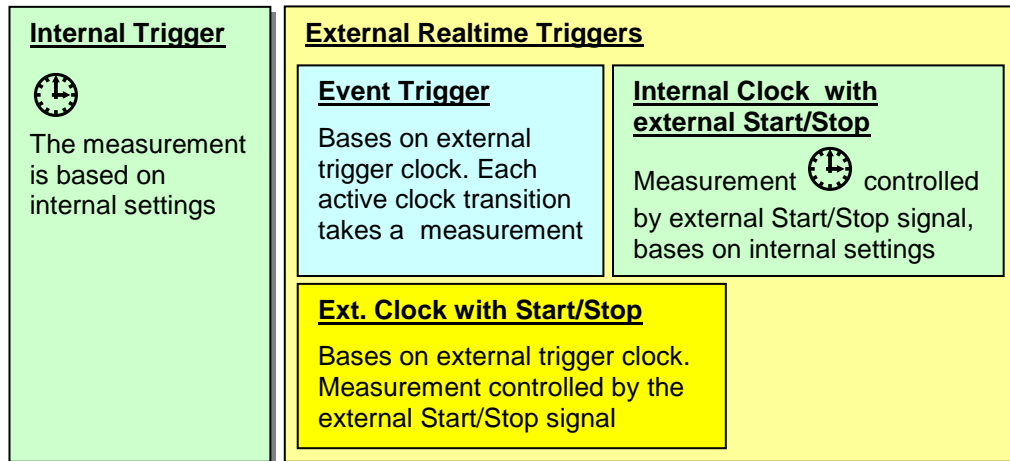 Internal Trigger
The measurement
is based on
internal settings
External Realtime Triggers
Event Trigger
Bases on external
trigger clock. Each
active clock transition
takes a measurement
Internal Clock with
external Start/Stop
Measurement controlled
by external Start/Stop signal,
bases on internal settings
Ext. Clock with Start/Stop
Bases on external trigger clock.
Measurement controlled by the
external Start/Stop signal